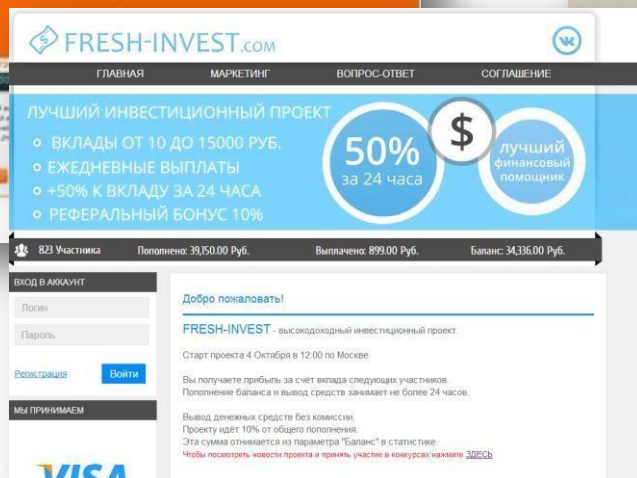 FRESH-INVEST.COM
ГЛАВНАЯ МАРКЕТИНГ ВОПРОС-ОТВЕТ СОГЛАШЕНИЕ
ЛУЧШИЙ ИНВЕСТИЦИОННЫЙ ПРОЕКТ
ВКЛАДЫ ОТ 10 ДО 15000 РУБ.
ЕЖЕДНЕВНЫЕ ВЫПЛАТЫ
+50% К ВКЛАДУ ЗА 24 ЧАСА
РЕФЕРАЛЬНЫЙ БОНУС 10%
50%
за 24 часа
$
лучший
финансовый
помощник
823 Участника Пополнено: 39,150.00 Руб. Выплачено: 899.00 Руб. Баланс: 34,336.00 Руб.
ВХОД В АККАУНТ
Логин
Пароль
Регистрация Войти
МЫ ПРИНИМАЕМ
VISA
Добро пожаловать!
FRESH-INVEST - высокодоходный инвестиционный проект.
Старт проекта 4 Октября в 12:00 по Москве
Вы получаете прибыль за счёт вклада следующих участников.
Пополнение баланса и вывод средств занимает не более 24 часов.
Вывод денежных средств без комиссии.
Проекту идёт 10% от общего пополнения.
Эта сумма отнимается из параметра "Баланс" в статистике.
Чтобы посмотреть новости проекта и принять участие в конкурсах нажмите ЗДЕСЬ